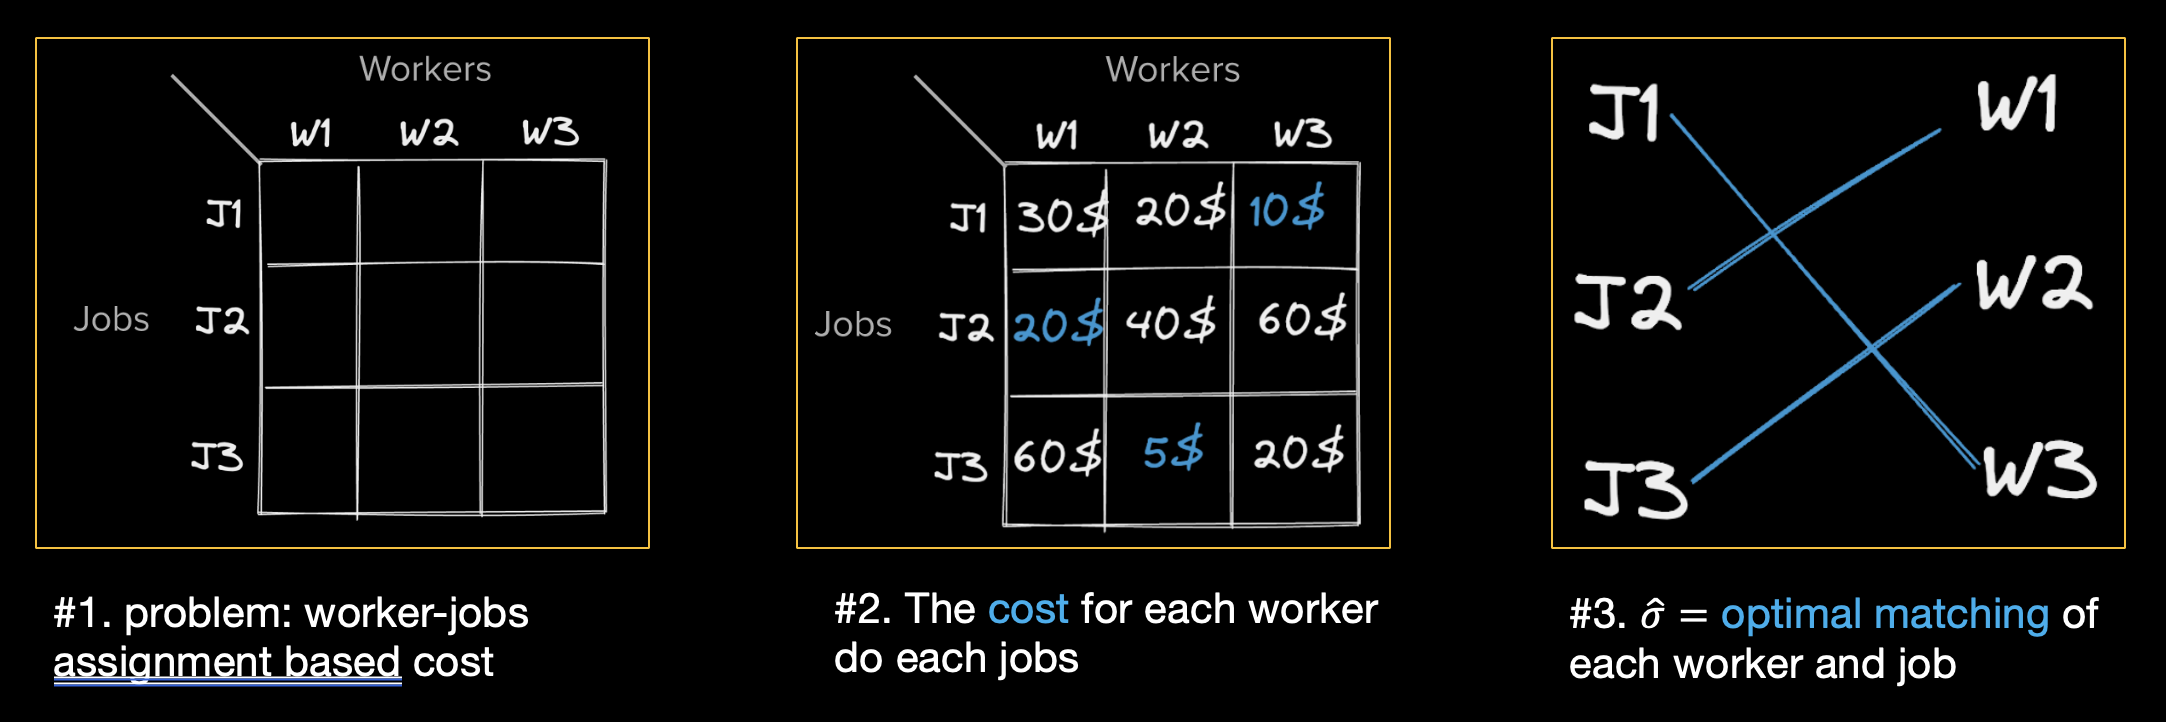 Workers
W1 W2 W3
J1
Jobs J2
J3
#1. problem: worker-jobs
assignment based cost
Workers
W1 W2 W3
J1 30$ 20$ 10$
Jobs J2 20$ 40$ 60$
J3 60$ 5$ 20$
#2. The cost for each worker
do each jobs
J1 W1
J2 W2
J3 W3
#3. σ̂ = optimal matching of
each worker and job